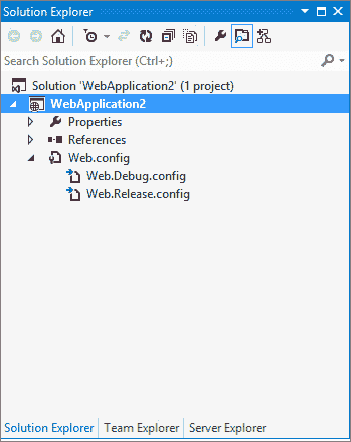 Solution Explorer
Search Solution Explorer (Ctrl+;)
Solution 'WebApplication2' (1 project)
WebApplication2
Properties
References
Web.config
Web.Debug.config
Web.Release.config
Solution Explorer Team Explorer Server Explorer